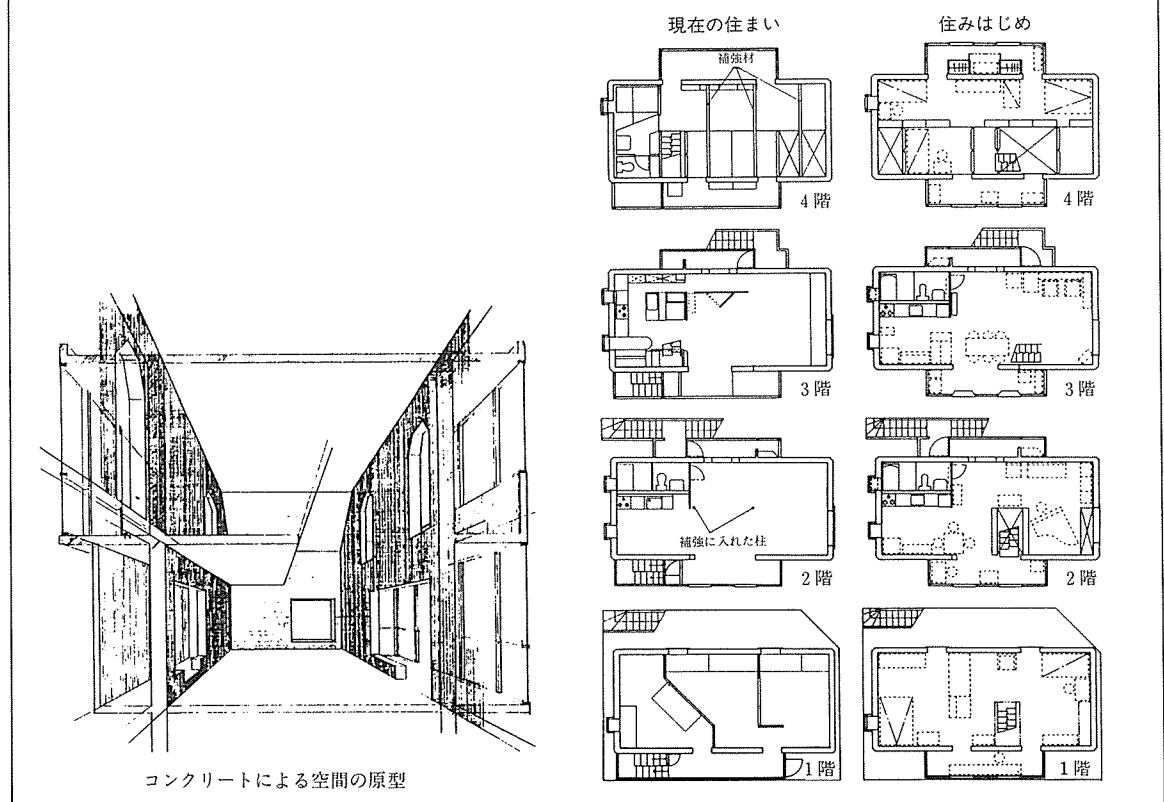 現在の住まい
住みはじめ
補強材
4階
4階
3階
3階
補強に入れた柱
2階
2階
1階
1階
コンクリートによる空間の原型